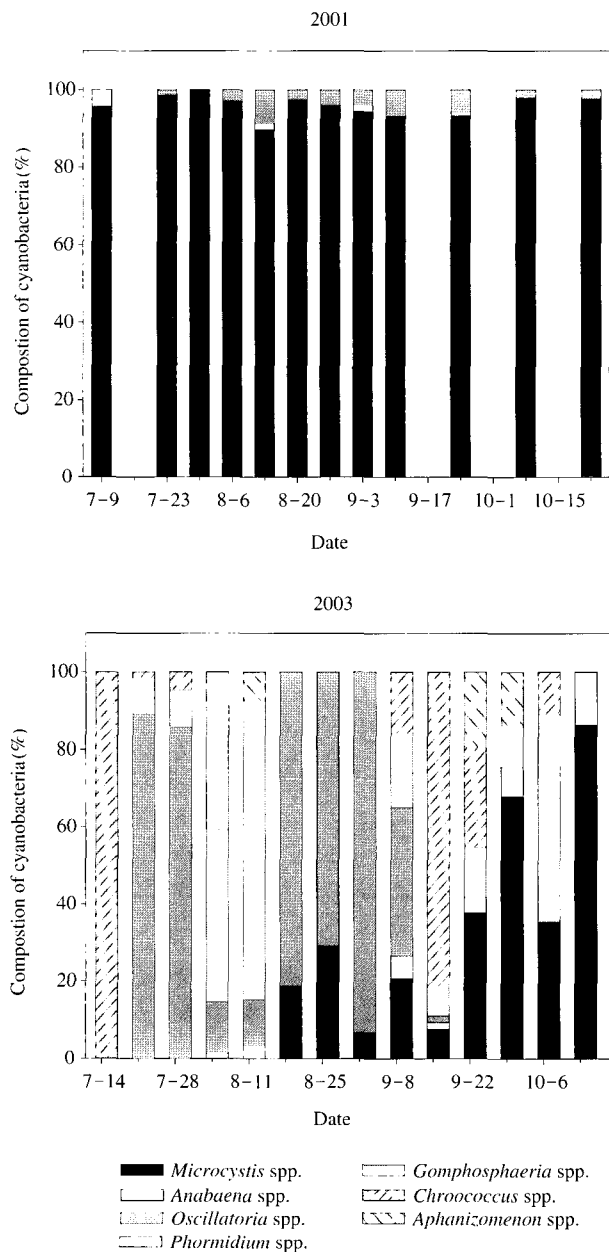 2001
100
80
60
40
20
0
Compostion of cyanobacteria(%)
7-9 7-23 8-6 8-20 9-3 9-17 10-1 10-15
Date
2003
100
80
60
40
20
0
Compostion of cyanobacteria(%)
7-14 7-28 8-11 8-25 9-8 9-22 10-6
Date
Microcystis spp. Gomphosphaeria spp.
Anabaena spp. Chroococcus spp.
Oscillatoria spp. Aphanizomenon spp.
Phormidium spp.